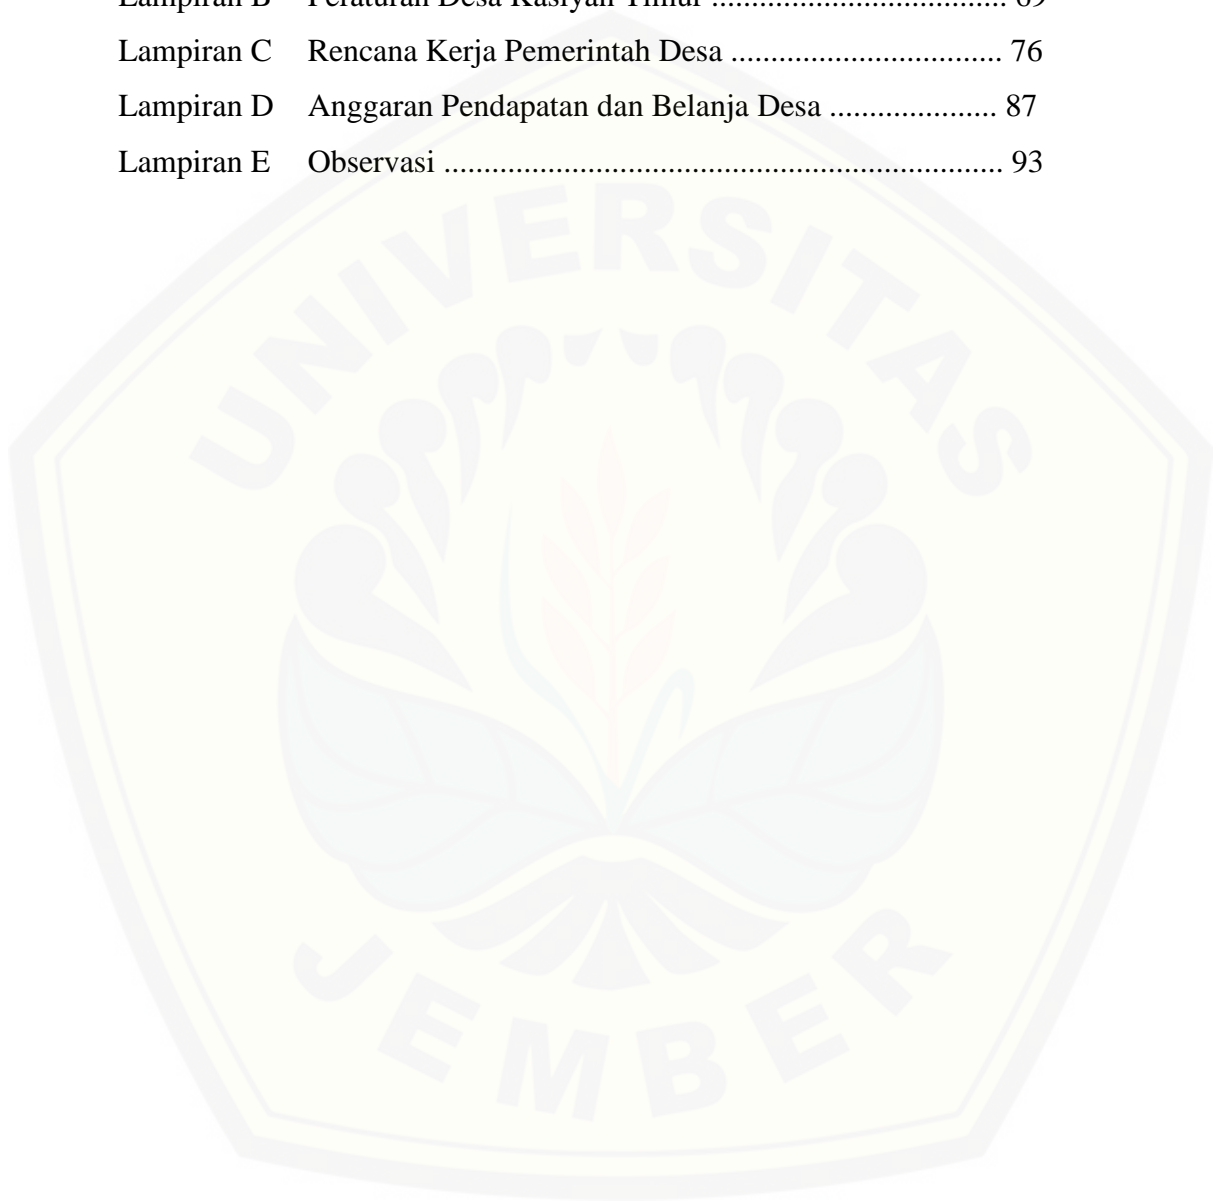 Lampiran B Peraturan Desa Kasiyan Timur .................................... 69
Lampiran C Rencana Kerja Pemerintah Desa ................................. 76
Lampiran D Anggaran Pendapatan dan Belanja Desa ..................... 87
Lampiran E Observasi ..................................................................... 93
UNIVERSITAS
JEMBER